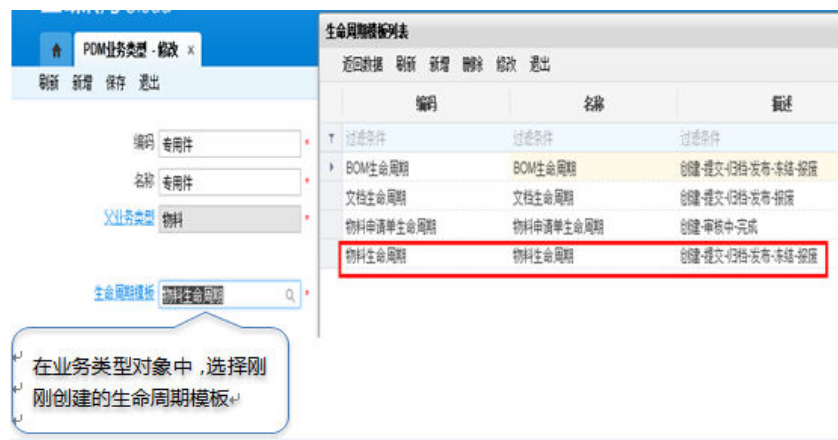 生命周期模板列表
PDM业务类型 - 修改 ×
返回数据 刷新 新增 删除 修改 退出
刷新 新增 保存 退出
编码 名称 描述
编码 专用件 *
过滤条件 过滤条件 过滤条件
BOM生命周期 BOM生命周期 创建-提交-归档-发布-冻结-报废
名称 专用件 *
文档生命周期 文档生命周期 创建-提交-归档-发布-报废
父业务类型 物料 *
物料申请单生命周期 物料申请单生命周期 创建-审核中-完成
物料生命周期 物料生命周期 创建-提交-归档-发布-冻结-报废
生命周期模板 物料生命周期 *
在业务类型对象中,选择刚
刚创建的生命周期模板